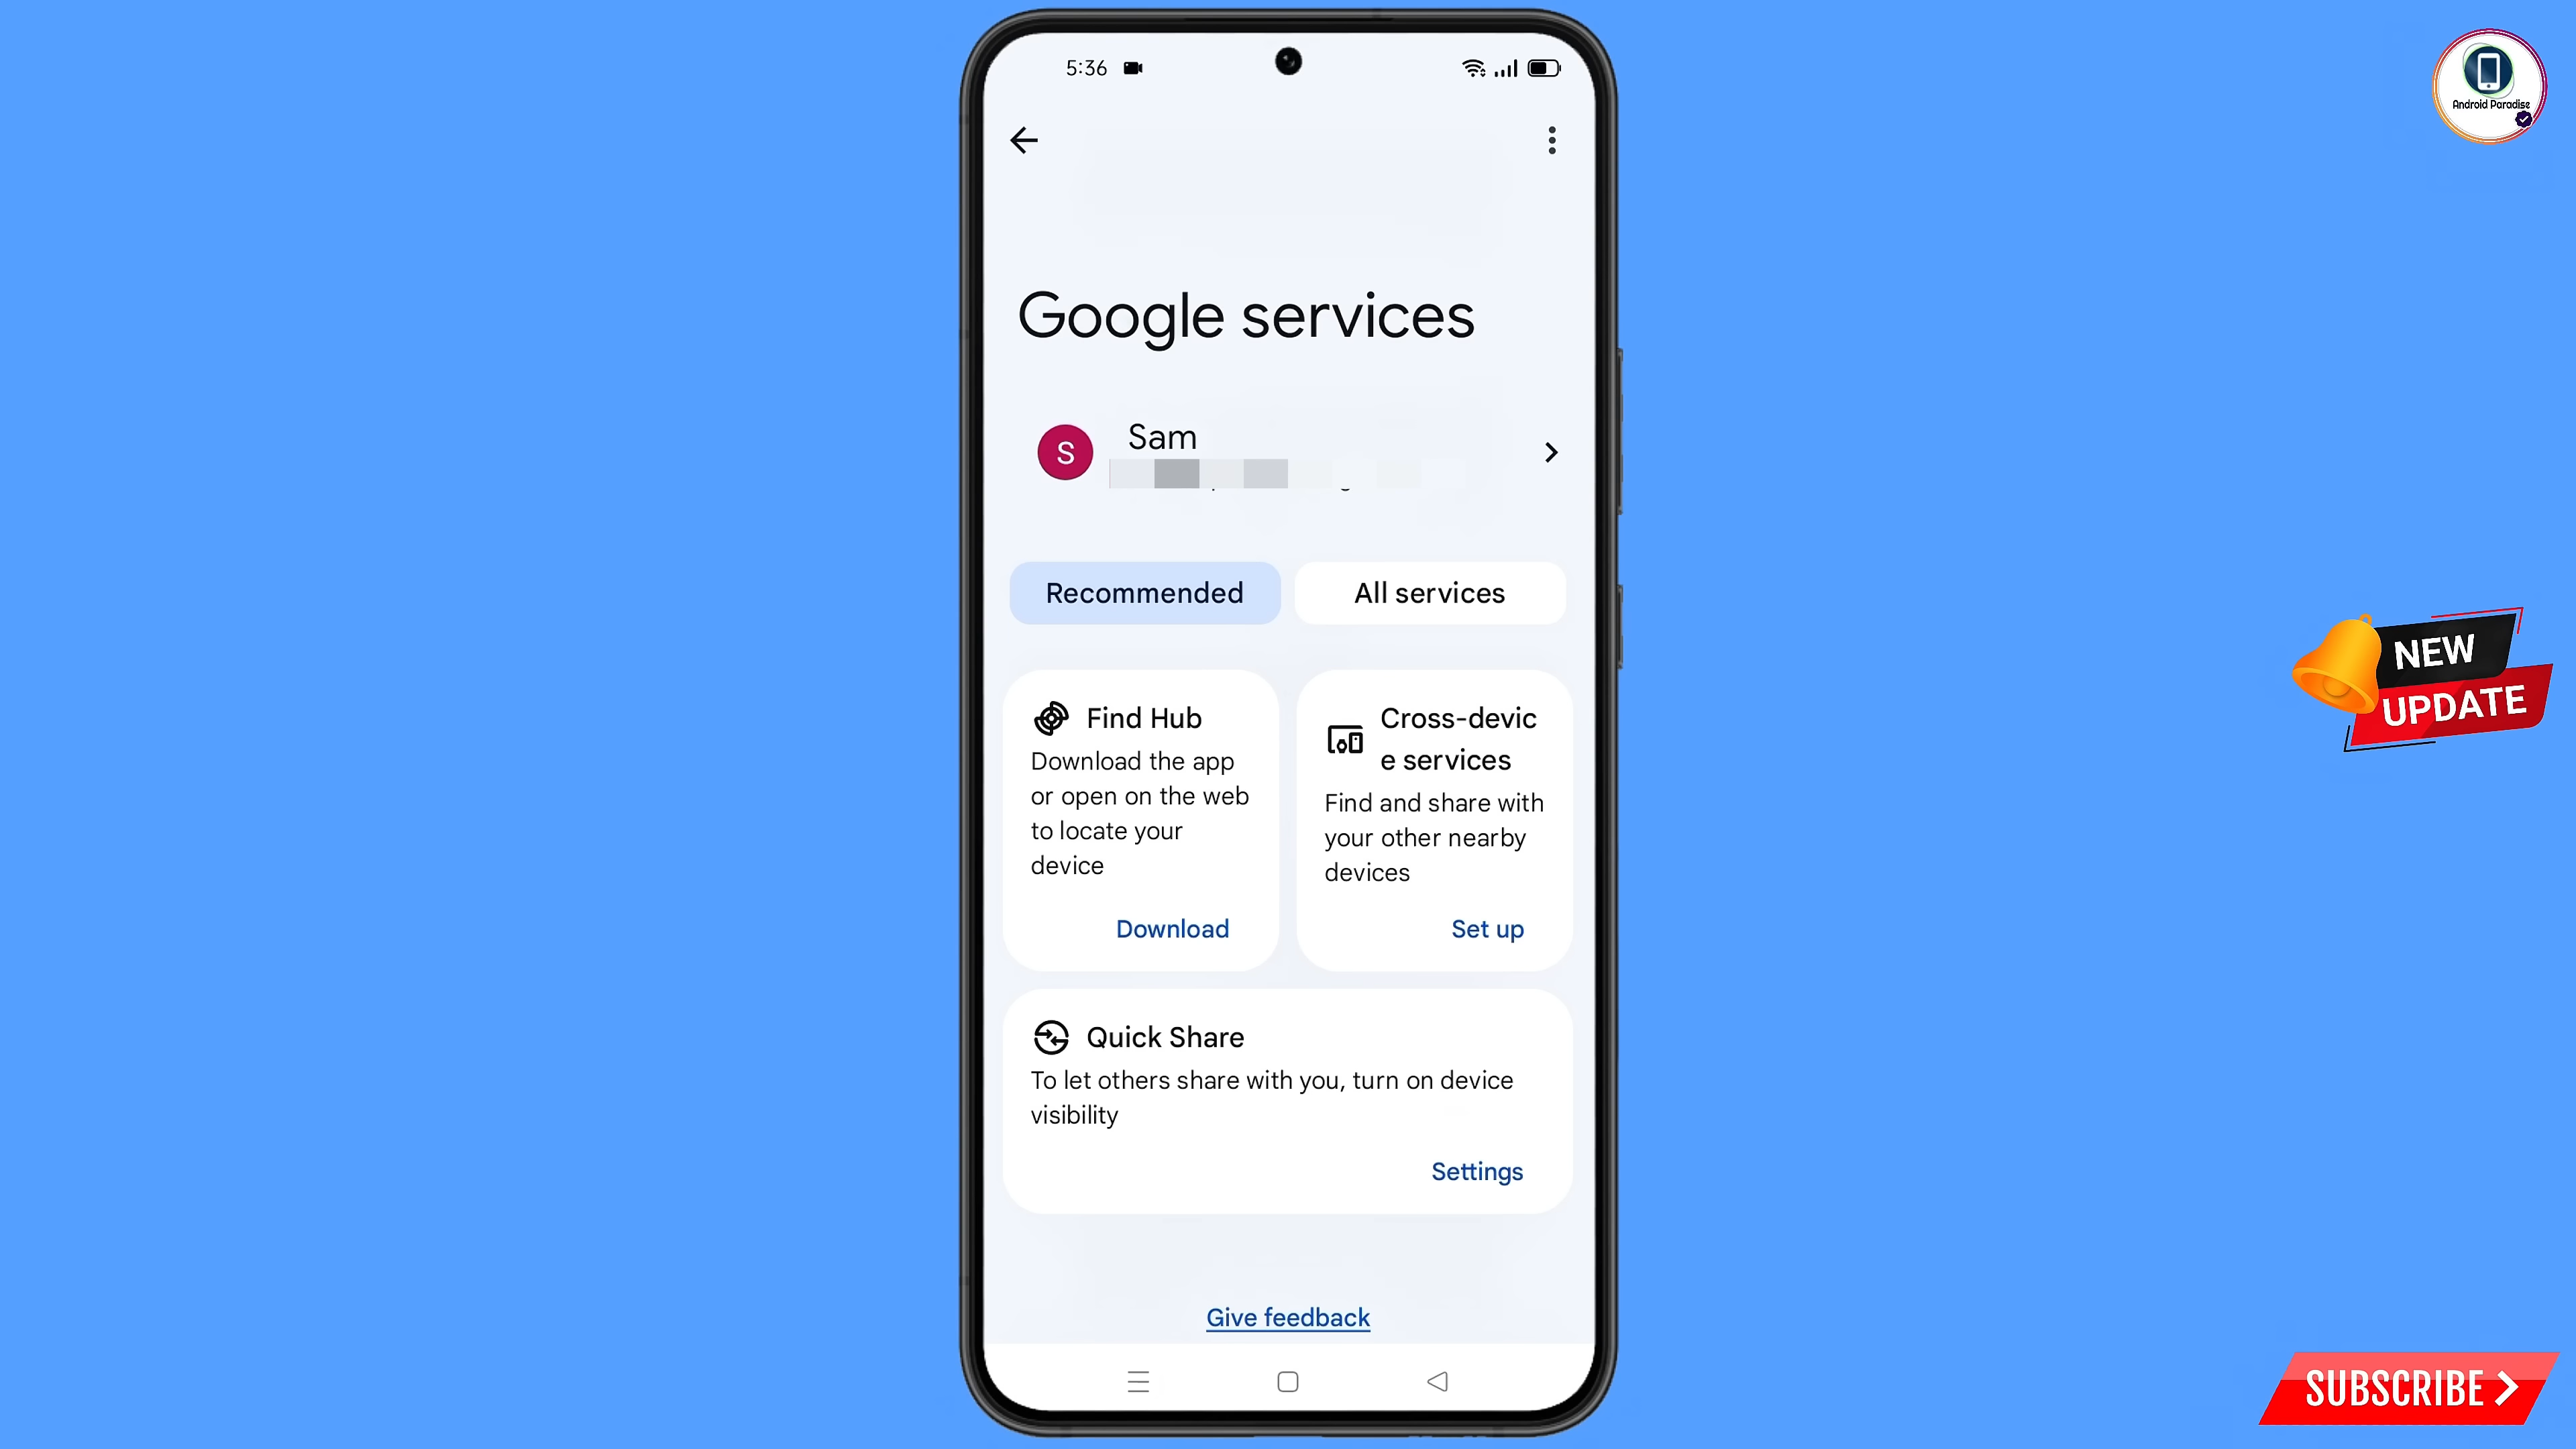 5:36
Android Paradise
Google services
S
Sam
Recommended
All services
Find Hub
Download the app
or open on the web
to locate your
device
Download
Cross-devic
e services
Find and share with
your other nearby
devices
Set up
Quick Share
To let others share with you, turn on device
visibility
Settings
Give feedback
NEW
UPDATE
SUBSCRIBE